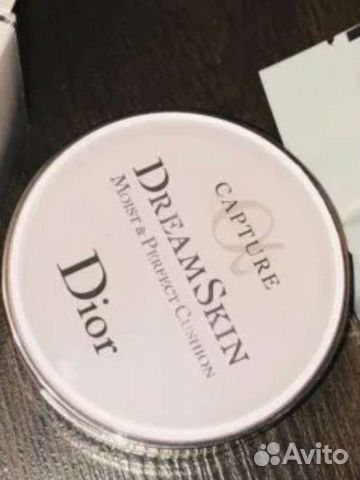 CAPTURE
DREAMSKIN
MOIST & PERFECT CUSHION
Dior
Avito